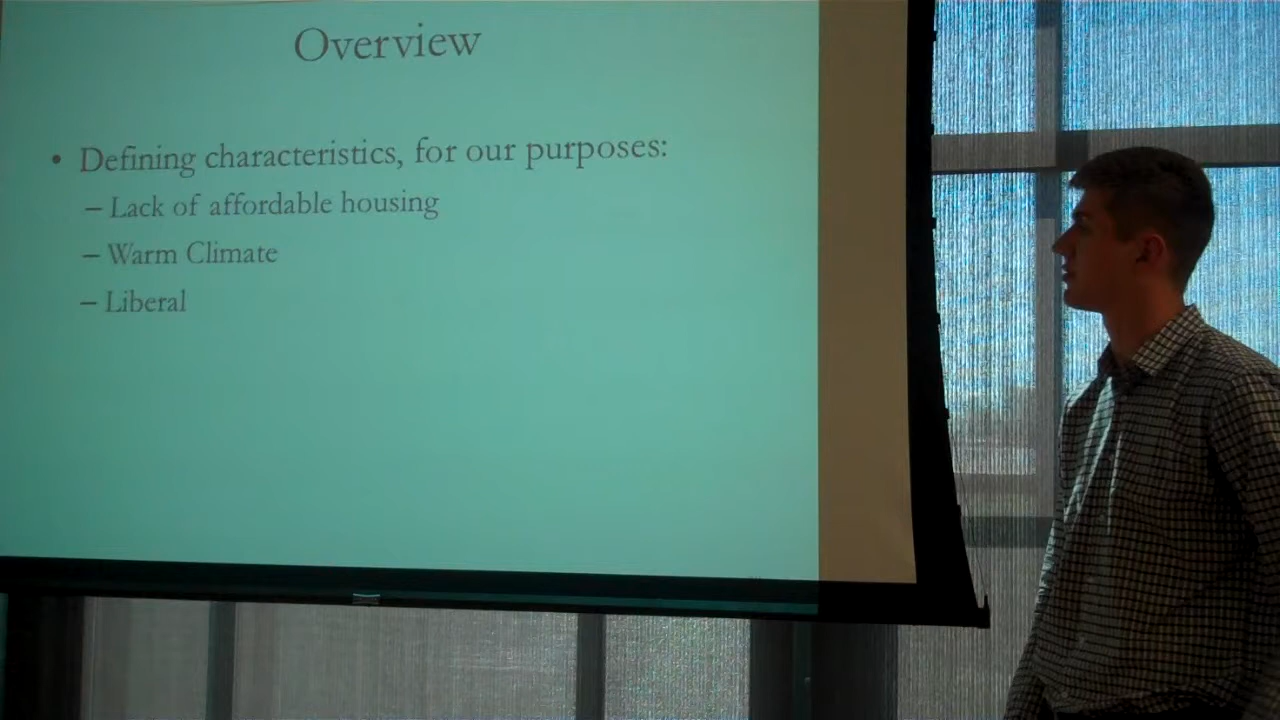 Overview
• Defining characteristics, for our purposes:
– Lack of affordable housing
– Warm Climate
– Liberal